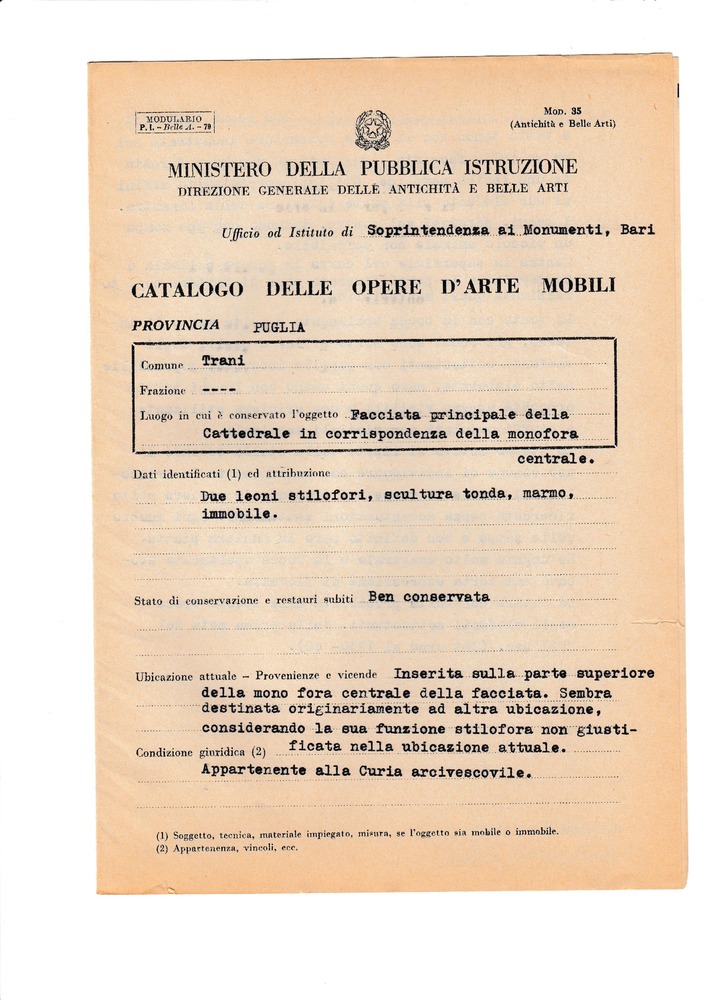 MODULARIO
P. I. – Belle A. – 79
MOD. 35
(Antichità e Belle Arti)
MINISTERO DELLA PUBBLICA ISTRUZIONE
DIREZIONE GENERALE DELLE ANTICHITÀ E BELLE ARTI
Ufficio od Istituto di Soprintendenza ai Monumenti, Bari
CATALOGO DELLE OPERE D'ARTE MOBILI
PROVINCIA PUGLIA
Comune Trani
Frazione ----
Luogo in cui è conservato l'oggetto Facciata principale della
Cattedrale in corrispondenza della monofora
centrale.
Dati identificati (1) ed attribuzione
Due leoni stilofori, scultura tonda, marmo,
immobile.
Stato di conservazione e restauri subiti Ben conservata
Ubicazione attuale – Provenienze e vicende Inserita sulla parte superiore
della mono fora centrale della facciata. Sembra
destinata originariamente ad altra ubicazione,
considerando la sua funzione stilofora non giusti-
ficata nella ubicazione attuale.
Condizione giuridica (2)
Appartenente alla Curia arcivescovile.
(1) Soggetto, tecnica, materiale impiegato, misura, se l'oggetto sia mobile o immobile.
(2) Appartenenza, vincoli, ecc.